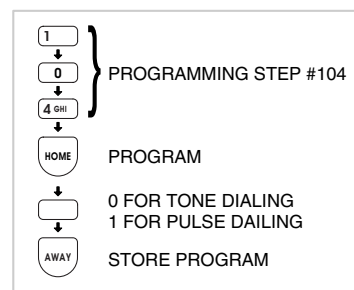 1
0
PROGRAMMING STEP #104
4 GHI
HOME PROGRAM
0 FOR TONE DIALING
1 FOR PULSE DAILING
AWAY STORE PROGRAM